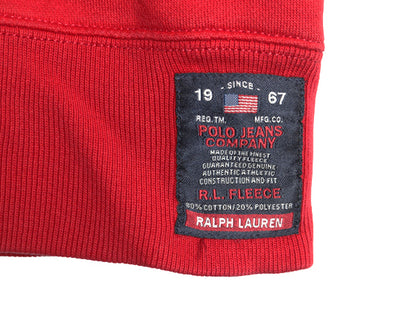 - SINCE -
19 67
REG.TM. MFG.CO.
POLO JEANS
COMPANY
MADE OF THE FINEST
QUALITY FLEECE
GUARANTEED GENUINE
AUTHENTIC ATHLETIC
CONSTRUCTION AND FIT
R.L. FLEECE
80% COTTON/20% POLYESTER
RALPH LAUREN